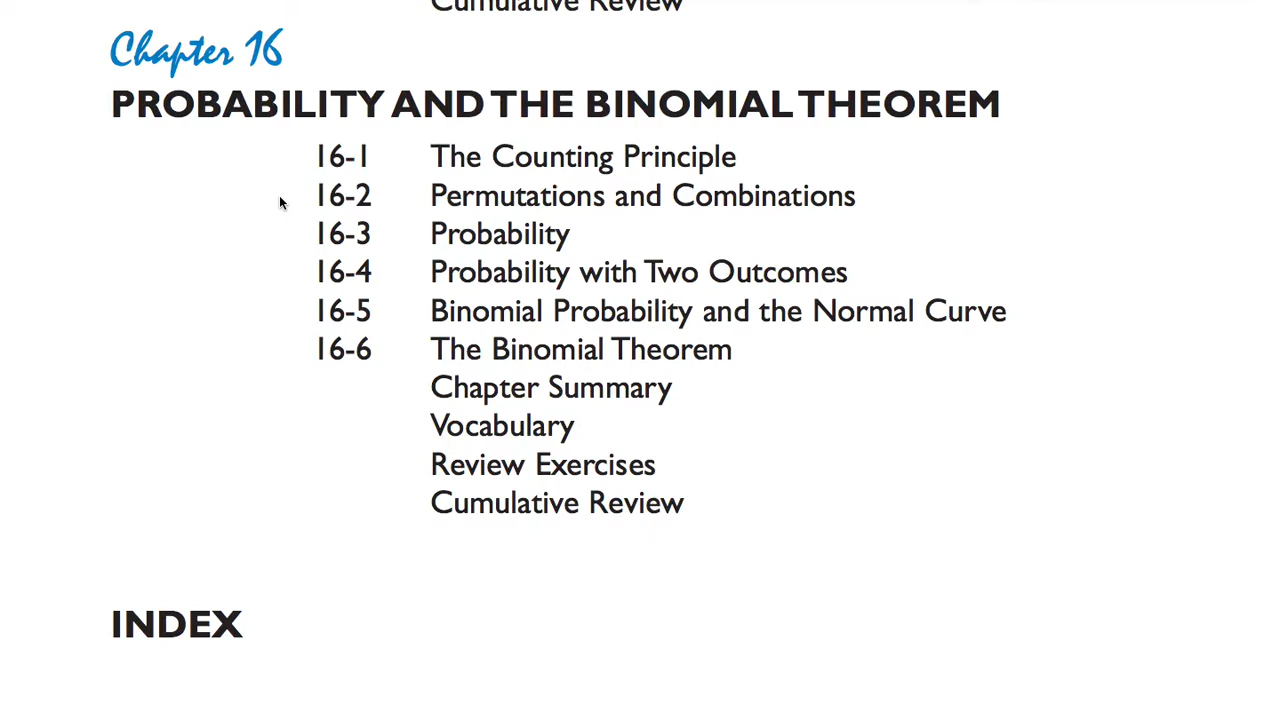 Cumulative Review
Chapter 16
PROBABILITY AND THE BINOMIAL THEOREM
16-1 The Counting Principle
16-2 Permutations and Combinations
16-3 Probability
16-4 Probability with Two Outcomes
16-5 Binomial Probability and the Normal Curve
16-6 The Binomial Theorem
Chapter Summary
Vocabulary
Review Exercises
Cumulative Review
INDEX